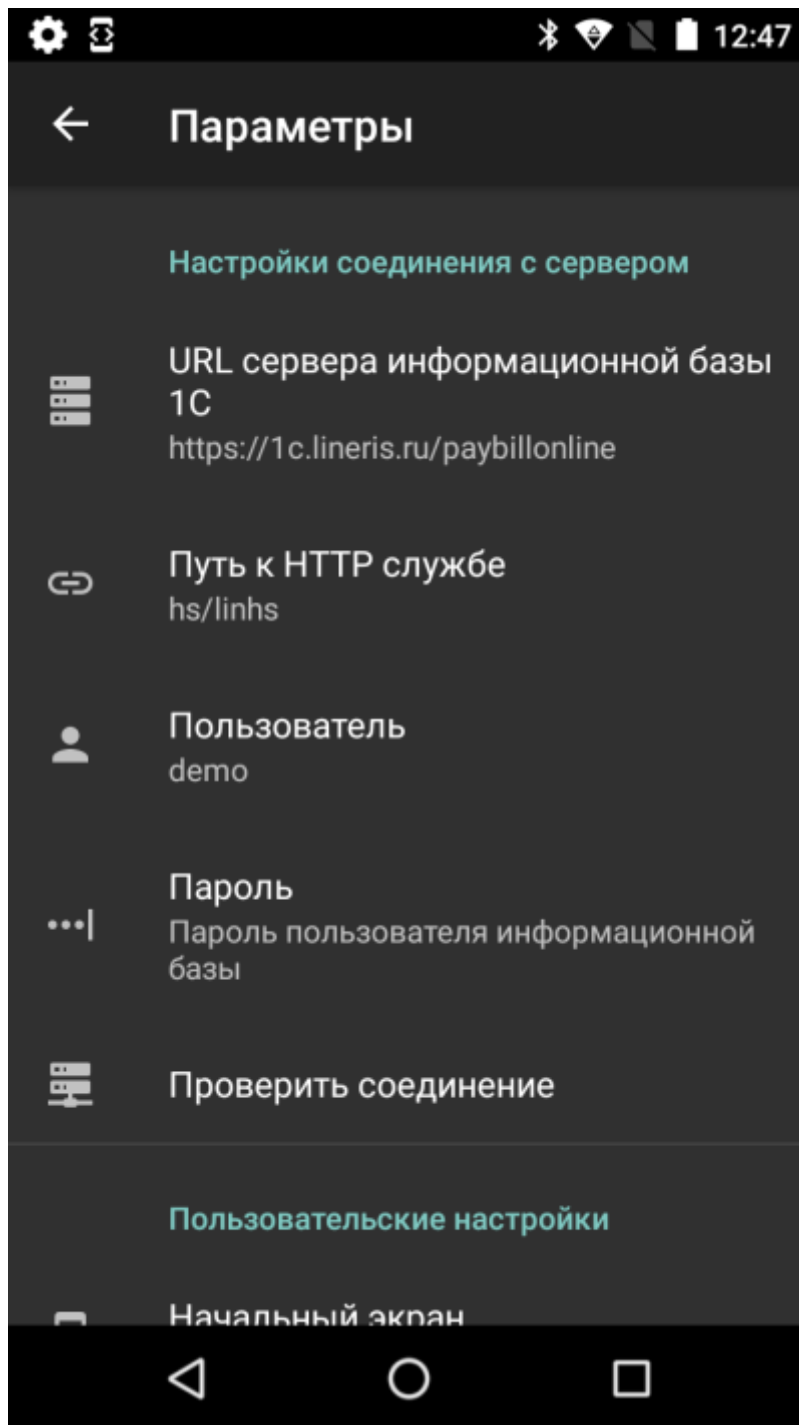 12:47
Параметры
Настройки соединения с сервером
URL сервера информационной базы
1С
https://1c.lineris.ru/paybillonline
Путь к HTTP службе
hs/linhs
Пользователь
demo
Пароль
Пароль пользователя информационной
базы
Проверить соединение
Пользовательские настройки
Начальный экран